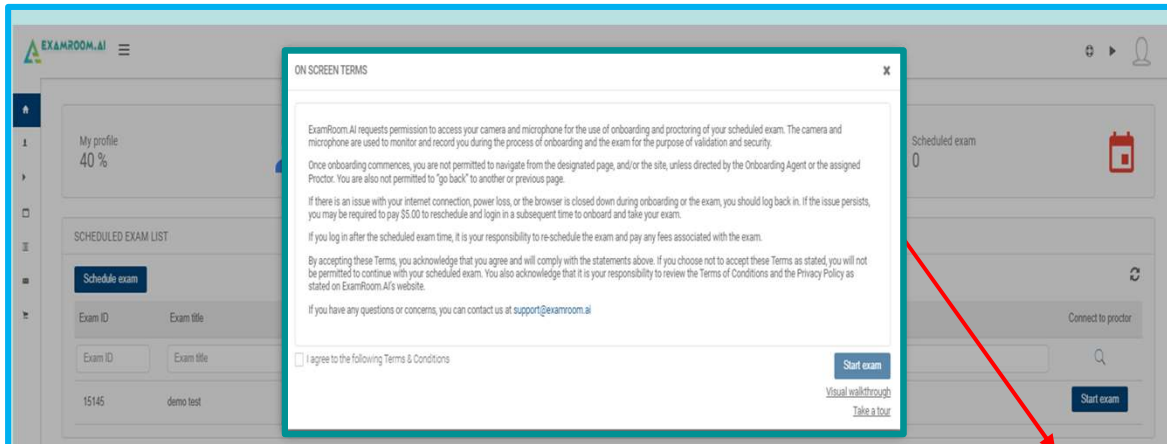 EXAMROOM.AI
ON SCREEN TERMS
x
My profile
40 %
Scheduled exam
0
ExamRoom.AI requests permission to access your camera and microphone for the use of onboarding and proctoring of your scheduled exam. The camera and
microphone are used to monitor and record you during the process of onboarding and the exam for the purpose of validation and security.
Once onboarding commences, you are not permitted to navigate from the designated page, and/or the site, unless directed by the Onboarding Agent or the assigned
Proctor. You are also not permitted to "go back" to another or previous page.
If there is an issue with your internet connection, power loss, or the browser is closed down during onboarding or the exam, you should log back in. If the issue persists,
you may be required to pay $5.00 to reschedule and login in a subsequent time to onboard and take your exam.
If you log in after the scheduled exam time, it is your responsibility to re-schedule the exam and pay any fees associated with the exam.
By accepting these Terms, you acknowledge that you agree and will comply with the statements above. If you choose not to accept these Terms as stated, you will not
be permitted to continue with your scheduled exam. You also acknowledge that it is your responsibility to review the Terms of Conditions and the Privacy Policy as
stated on ExamRoom.AI's website.
If you have any questions or concerns, you can contact us at support@examroom.ai
I agree to the following Terms & Conditions
Start exam
Visual walkthrough
Take a tour
SCHEDULED EXAM LIST
Schedule exam
Exam ID Exam title Connect to proctor
Exam ID Exam title
15145 demo test Start exam